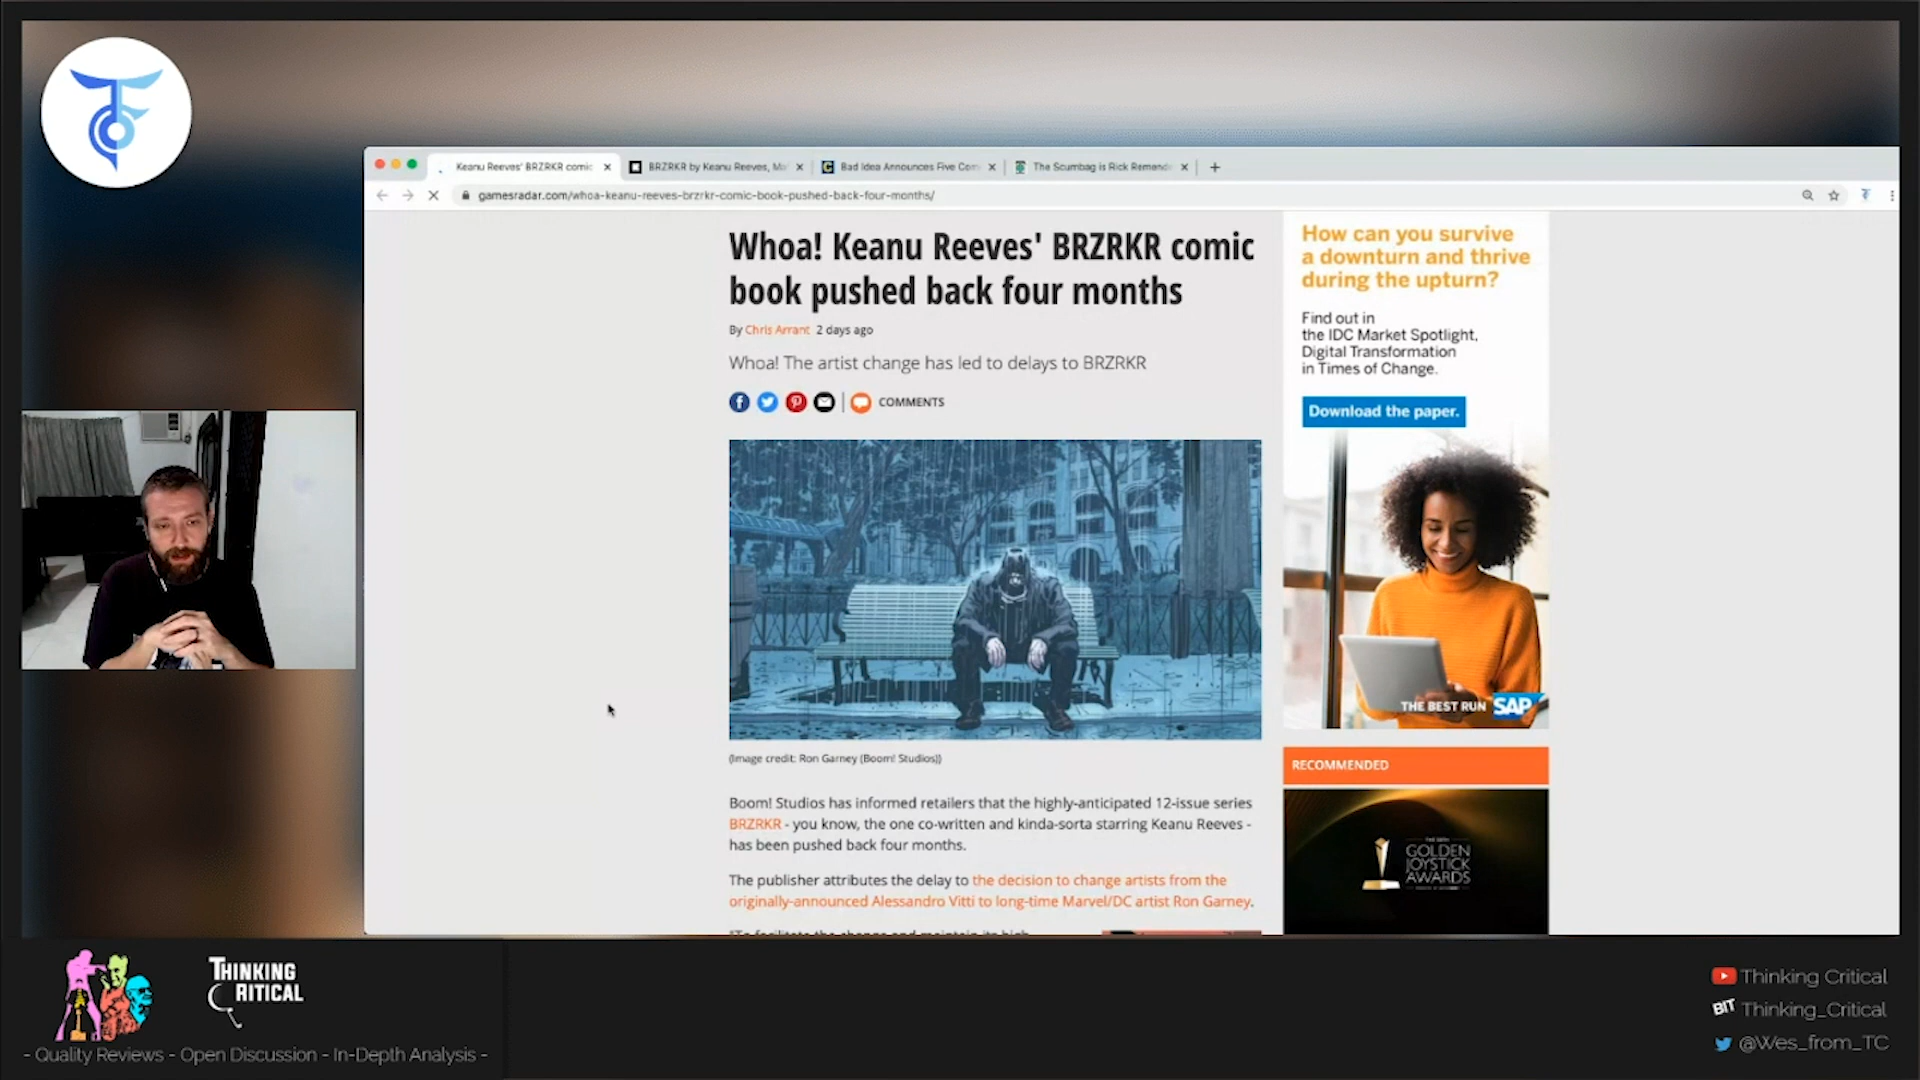 Keanu Reeves' BRZRKR comic
BRZRKR by Keanu Reeves, Ma
Bad Idea Announces Five Com
The Scumbag is Rick Remend
gamesradar.com/whoa-keanu-reeves-brzrkr-comic-book-pushed-back-four-months/
Whoa! Keanu Reeves' BRZRKR comic
book pushed back four months
By Chris Arrant 2 days ago
Whoa! The artist change has led to delays to BRZRKR
COMMENTS
(Image credit: Ron Garney (Boom! Studios))
Boom! Studios has informed retailers that the highly-anticipated 12-issue series
BRZRKR - you know, the one co-written and kinda-sorta starring Keanu Reeves -
has been pushed back four months.
The publisher attributes the delay to the decision to change artists from the
originally-announced Alessandro Vitti to long-time Marvel/DC artist Ron Garney.
How can you survive
a downturn and thrive
during the upturn?
Find out in
the IDC Market Spotlight,
Digital Transformation
in Times of Change.
Download the paper.
THE BEST RUN SAP
RECOMMENDED
GOLDEN
JOYSTICK
AWARDS
THINKING
CRITICAL
- Quality Reviews - Open Discussion - In-Depth Analysis -
Thinking Critical
BIT Thinking_Critical
@Wes_from_TC